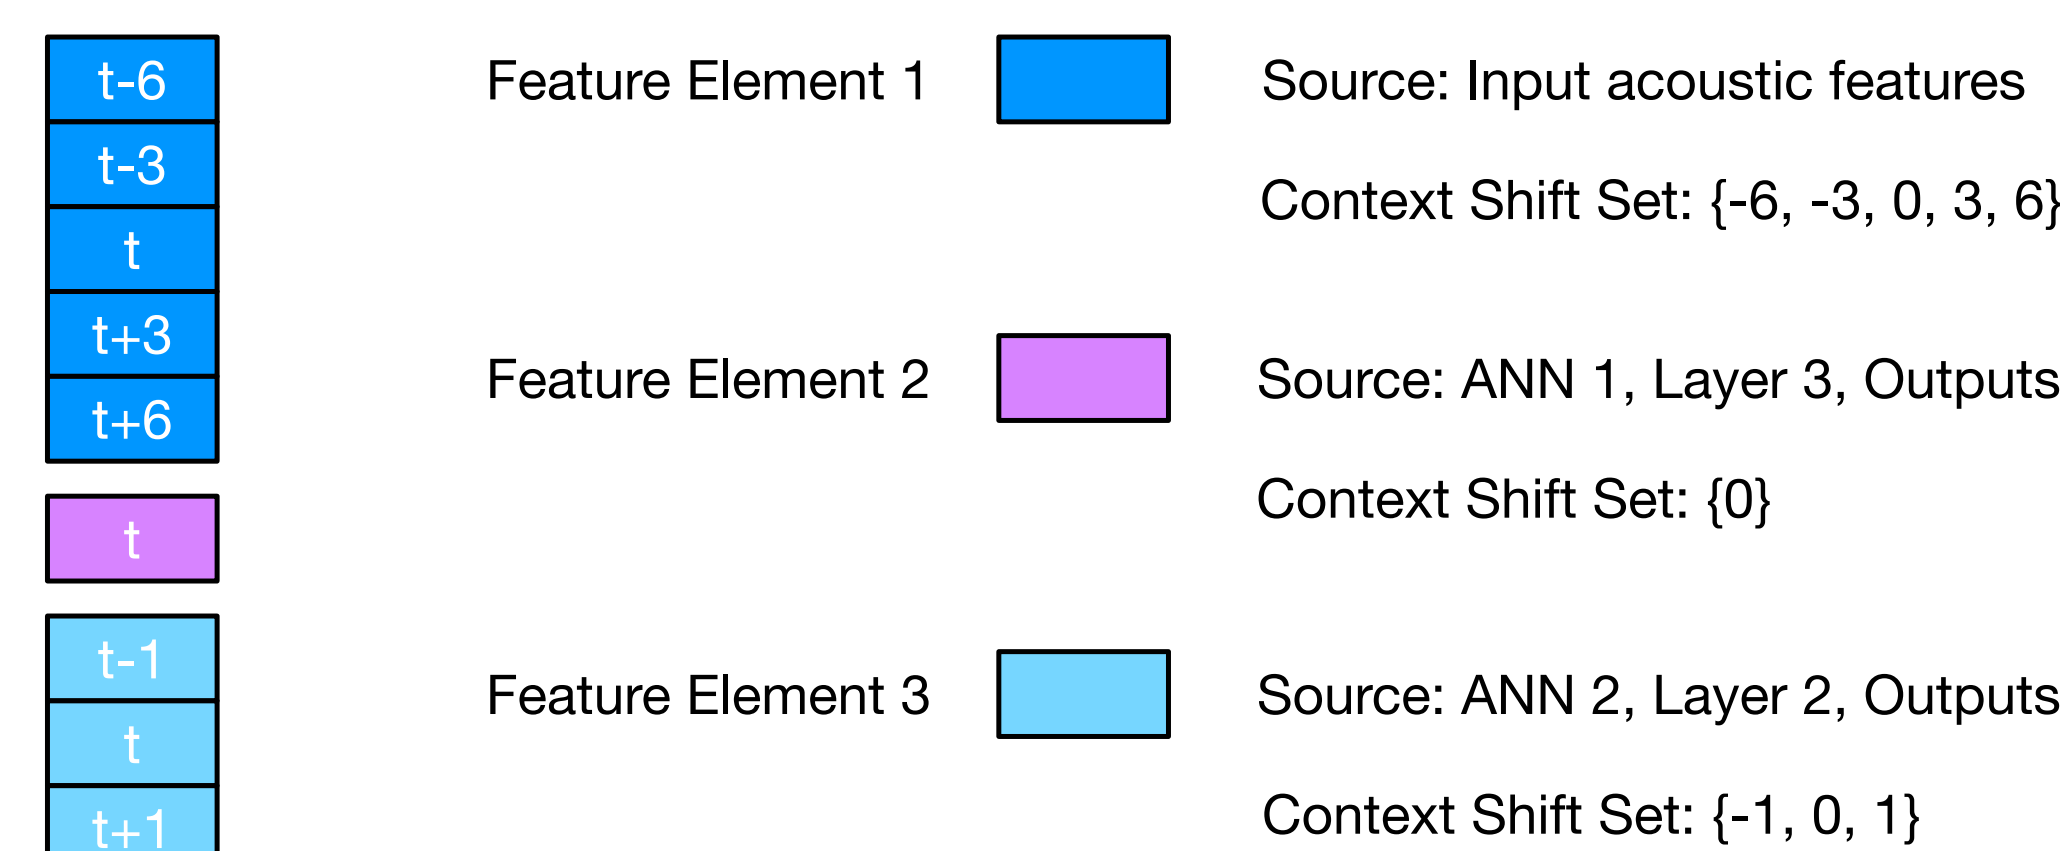 t-6
Feature Element 1
Source: Input acoustic features
t-3
Context Shift Set: {-6, -3, 0, 3, 6}
t
t+3
Feature Element 2
Source: ANN 1, Layer 3, Outputs
t+6
Context Shift Set: {0}
t
t-1
Feature Element 3
Source: ANN 2, Layer 2, Outputs
t
t+1
Context Shift Set: {-1, 0, 1}